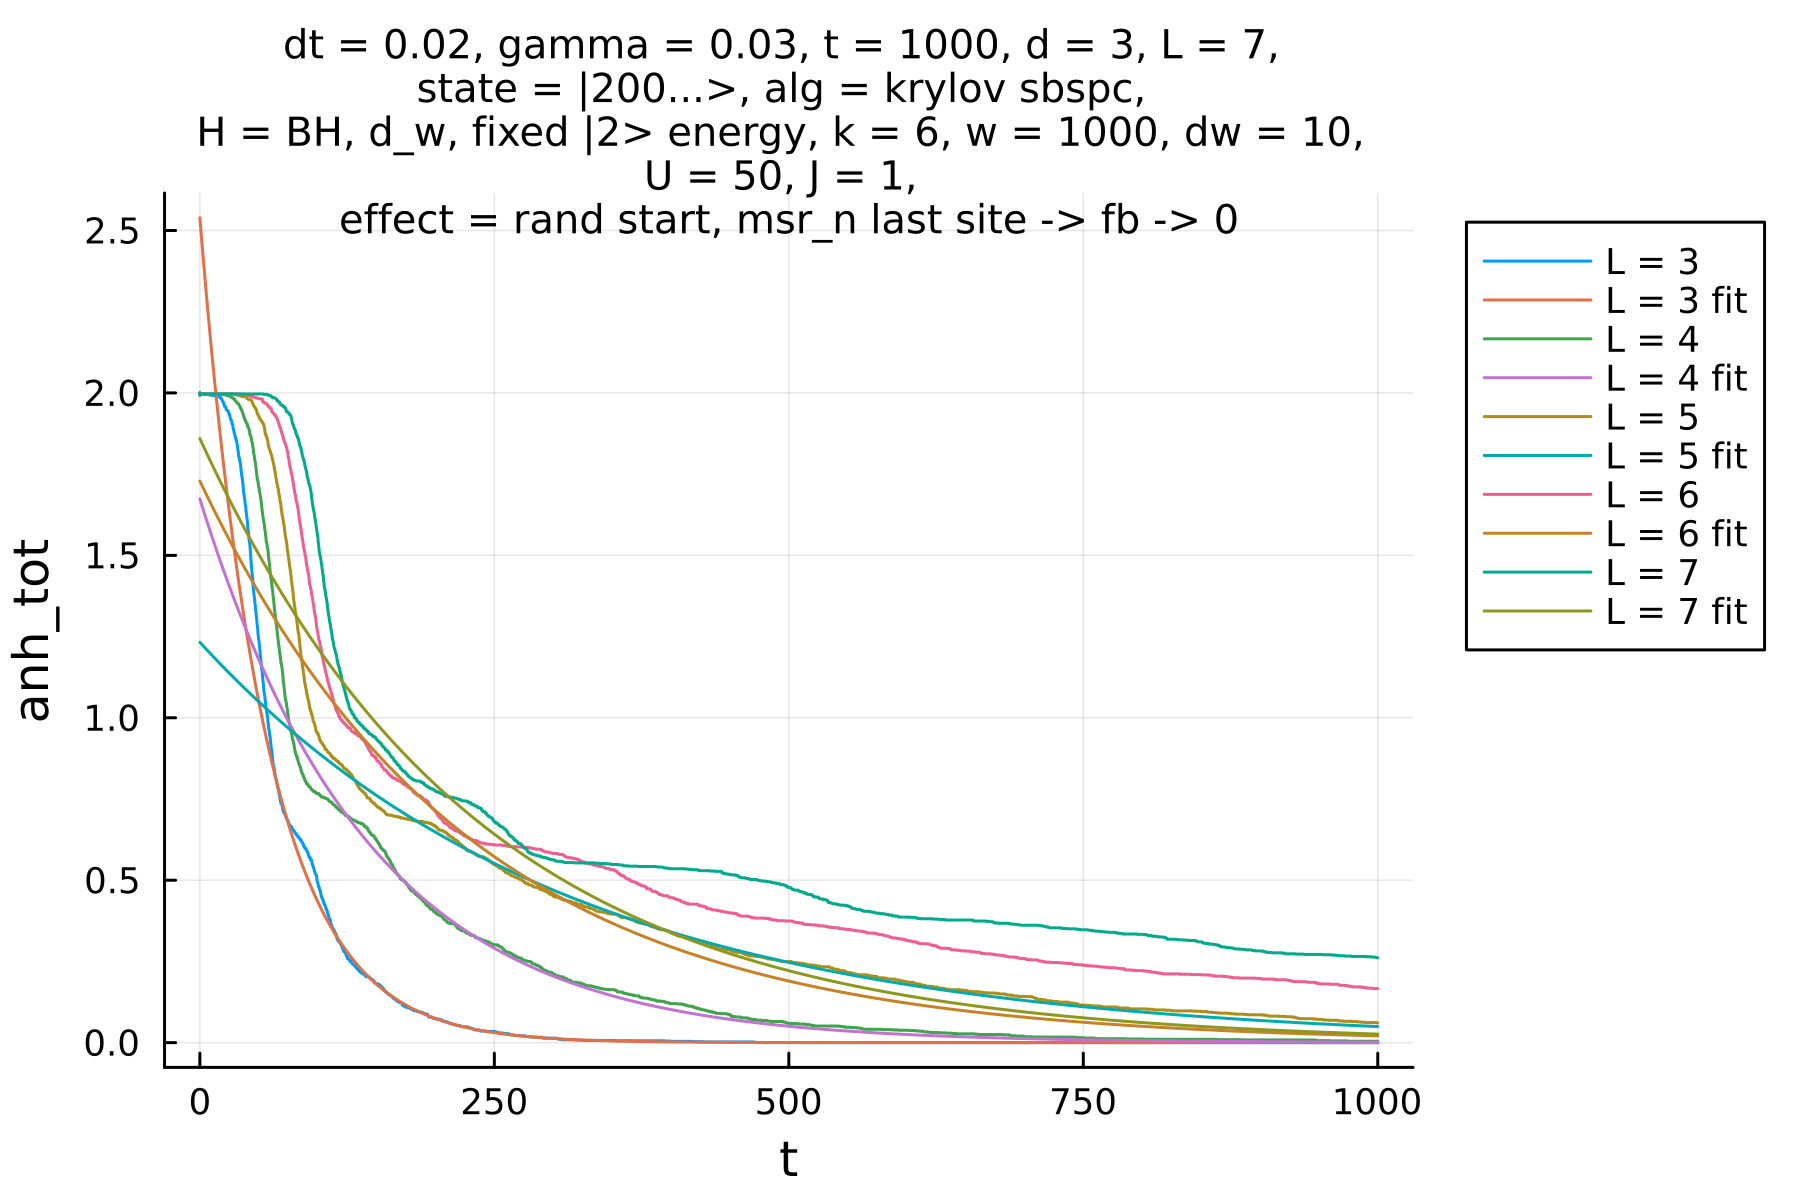 dt = 0.02, gamma = 0.03, t = 1000, d = 3, L = 7,
state = |200...>, alg = krylov sbspc,
H = BH, d_w, fixed |2> energy, k = 6, w = 1000, dw = 10,
U = 50, J = 1,
effect = rand start, msr_n last site -> fb -> 0
anh_tot
2.5
2.0
1.5
1.0
0.5
0.0
0
250
500
750
1000
t
L = 3
L = 3 fit
L = 4
L = 4 fit
L = 5
L = 5 fit
L = 6
L = 6 fit
L = 7
L = 7 fit